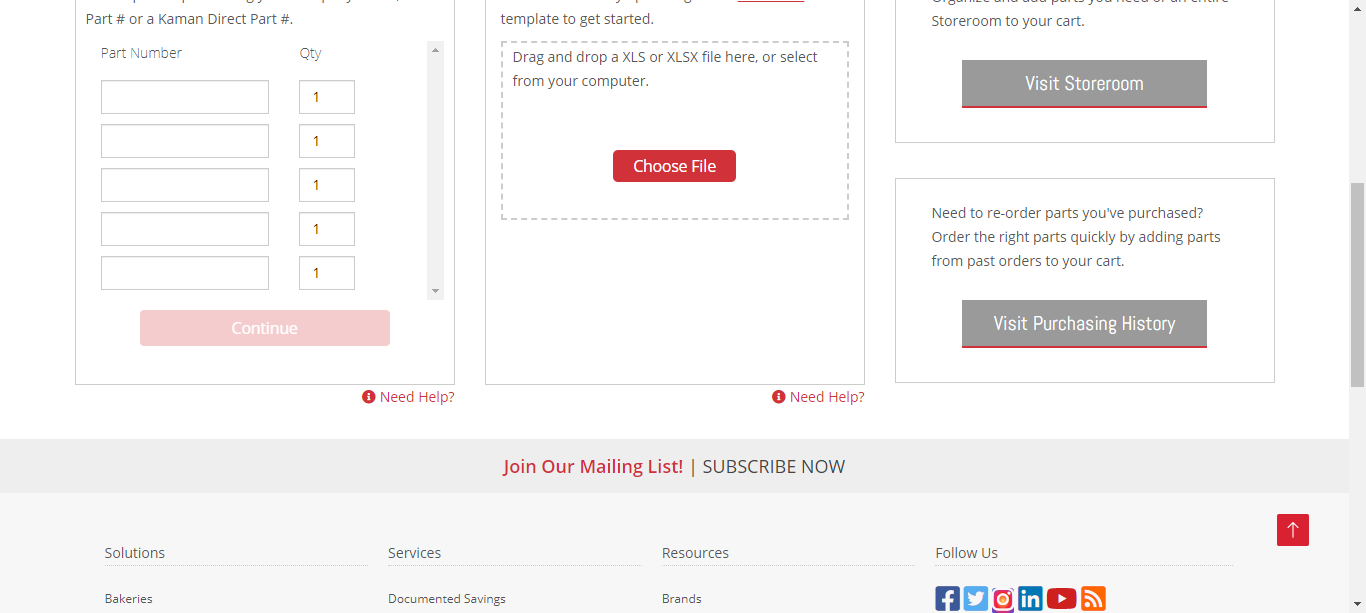 Part # or a Kaman Direct Part #.
Part Number Qty
1
1
1
1
1
Continue
Need Help?
template to get started.
Drag and drop a XLS or XLSX file here, or select
from your computer.
Choose File
Need Help?
Storeroom to your cart.
Visit Storeroom
Need to re-order parts you've purchased?
Order the right parts quickly by adding parts
from past orders to your cart.
Visit Purchasing History
Join Our Mailing List! | SUBSCRIBE NOW
Solutions
Bakeries
Services
Documented Savings
Resources
Brands
Follow Us